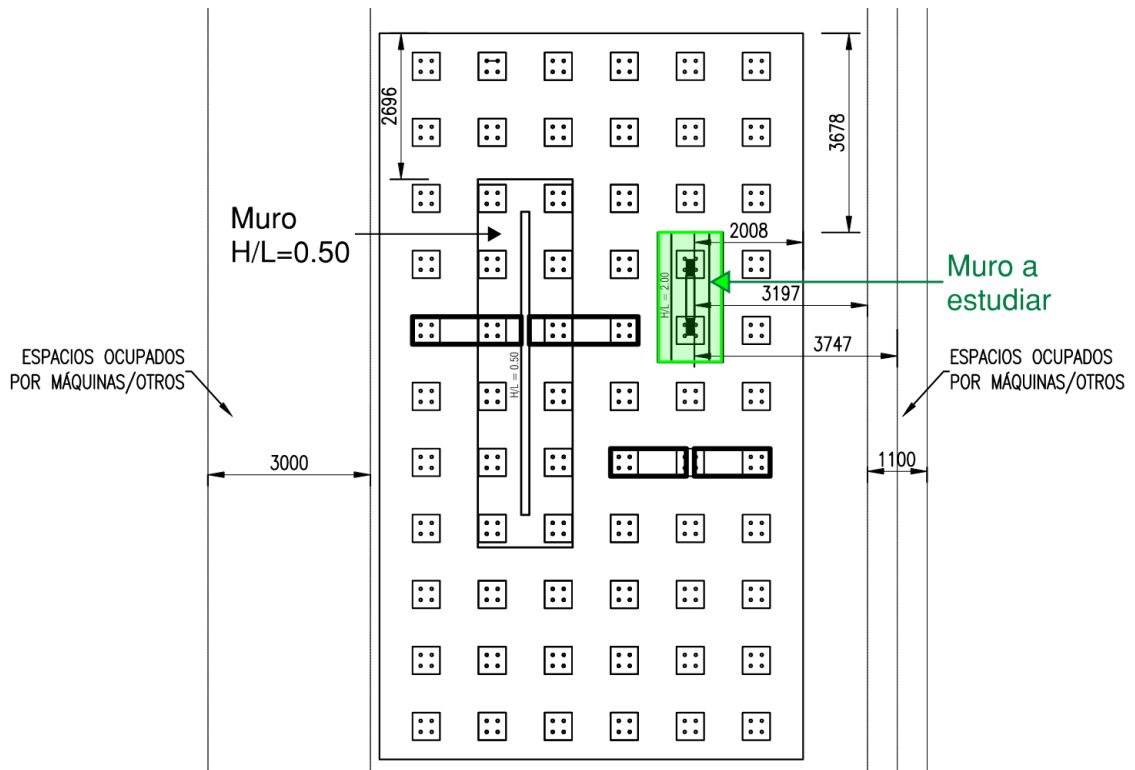 2696
3678
Muro
H/L=0.50
2008
H/L = 2.00
Muro a
estudiar
3197
3747
ESPACIOS OCUPADOS
POR MÁQUINAS/OTROS
H/L = 0.50
ESPACIOS OCUPADOS
POR MÁQUINAS/OTROS
3000
1100